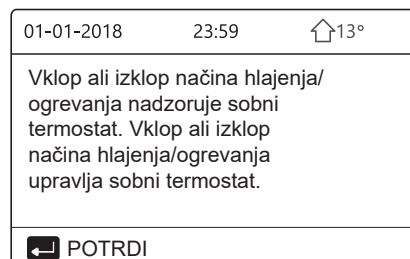 01-01-2018 23:59 13°
Vklop ali izklop načina hlajenja/
ogrevanja nadzoruje sobni
termostat. Vklop ali izklop
načina hlajenja/ogrevanja
upravlja sobni termostat.
POTRDI